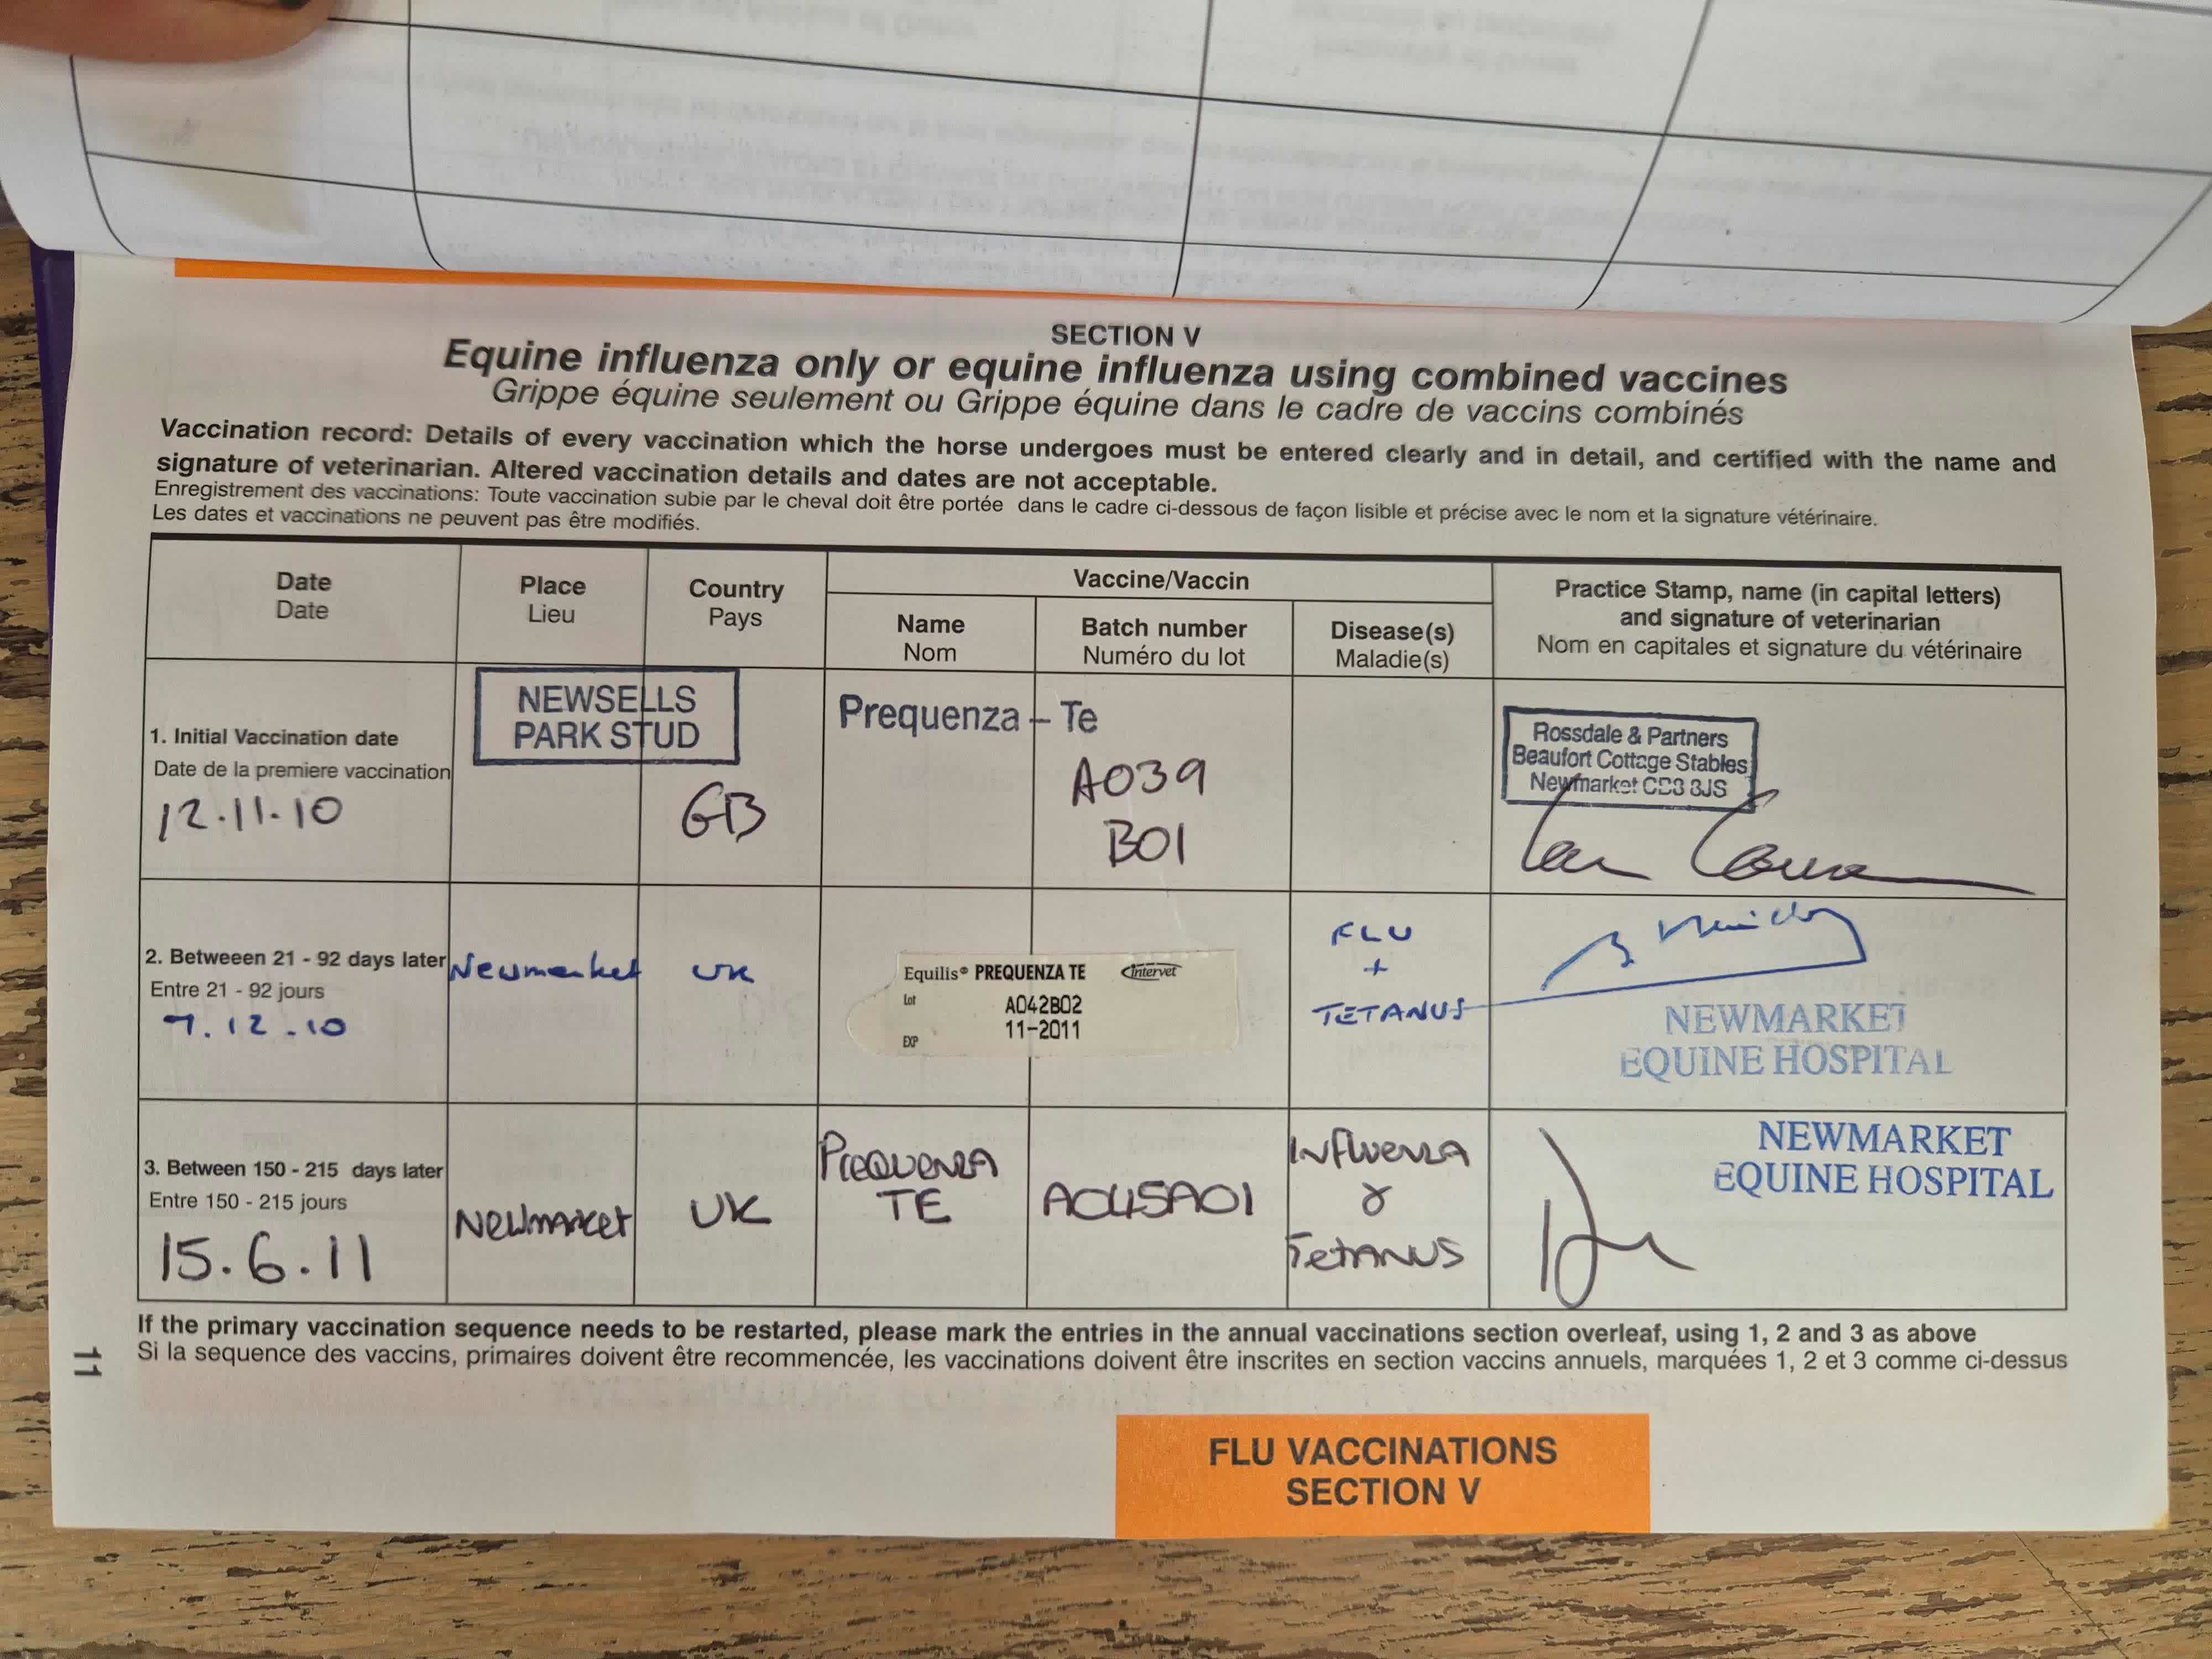 SECTION V
Equine influenza only or equine influenza using combined vaccines
Grippe équine seulement ou Grippe équine dans le cadre de vaccins combinés
Vaccination record: Details of every vaccination which the horse undergoes must be entered clearly and in detail, and certified with the name and
signature of veterinarian. Altered vaccination details and dates are not acceptable.
Enregistrement des vaccinations: Toute vaccination subie par le cheval doit être portée dans le cadre ci-dessous de façon lisible et précise avec le nom et la signature vétérinaire.
Les dates et vaccinations ne peuvent pas être modifiés.
Date
Date
Place
Lieu
Country
Pays
Vaccine/Vaccin
Name
Nom
Batch number
Numéro du lot
Disease(s)
Maladie(s)
Practice Stamp, name (in capital letters)
and signature of veterinarian
Nom en capitales et signature du vétérinaire
1. Initial Vaccination date
Date de la premiere vaccination
12.11.10
NEWSELLS
PARK STUD
GB
Prequenza - Te
A039
B01
Rossdale & Partners
Beaufort Cottage Stables
Newmarket CB8 8JS
2. Betweeen 21 - 92 days later
Entre 21 - 92 jours
7.12.10
Newmarket
UK
Equilis® PREQUENZA TE
Intervet
Lot
A042B02
11-2011
EXP
FLU
+
TETANUS
NEWMARKET
EQUINE HOSPITAL
3. Between 150 - 215 days later
Entre 150 - 215 jours
15.6.11
Newmarket
UK
PREQUENZA
TE
A045A01
INFLUENZA
&
TETANUS
NEWMARKET
EQUINE HOSPITAL
If the primary vaccination sequence needs to be restarted, please mark the entries in the annual vaccinations section overleaf, using 1, 2 and 3 as above
Si la sequence des vaccins, primaires doivent être recommencée, les vaccinations doivent être inscrites en section vaccins annuels, marquées 1, 2 et 3 comme ci-dessus
11
FLU VACCINATIONS
SECTION V